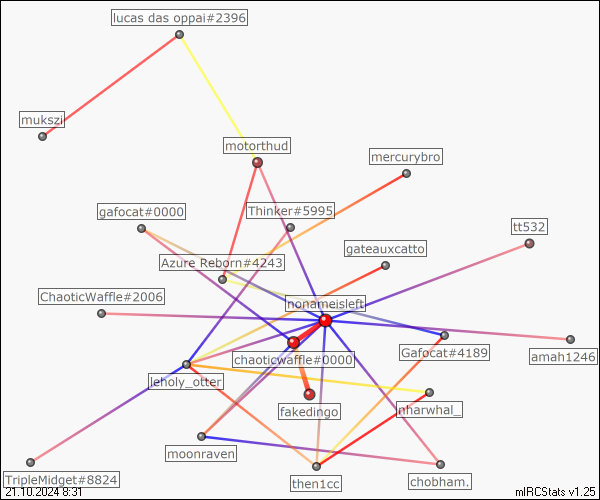 lucas das oppai#2396
mukszi
motorthud
mercurybro
gafocat#0000
Thinker#5995
tt532
gateauxcatto
Azure Reborn#4243
ChaoticWaffle#2006
nonameisleft
chaoticwaffle#0000
Gafocat#4189
amah1246
leholy_otter
fakedingo
nharwhal_
moonraven
TripleMidget#8824
then1cc
chobham.
21.10.2024 8:31
mIRCStats v1.25